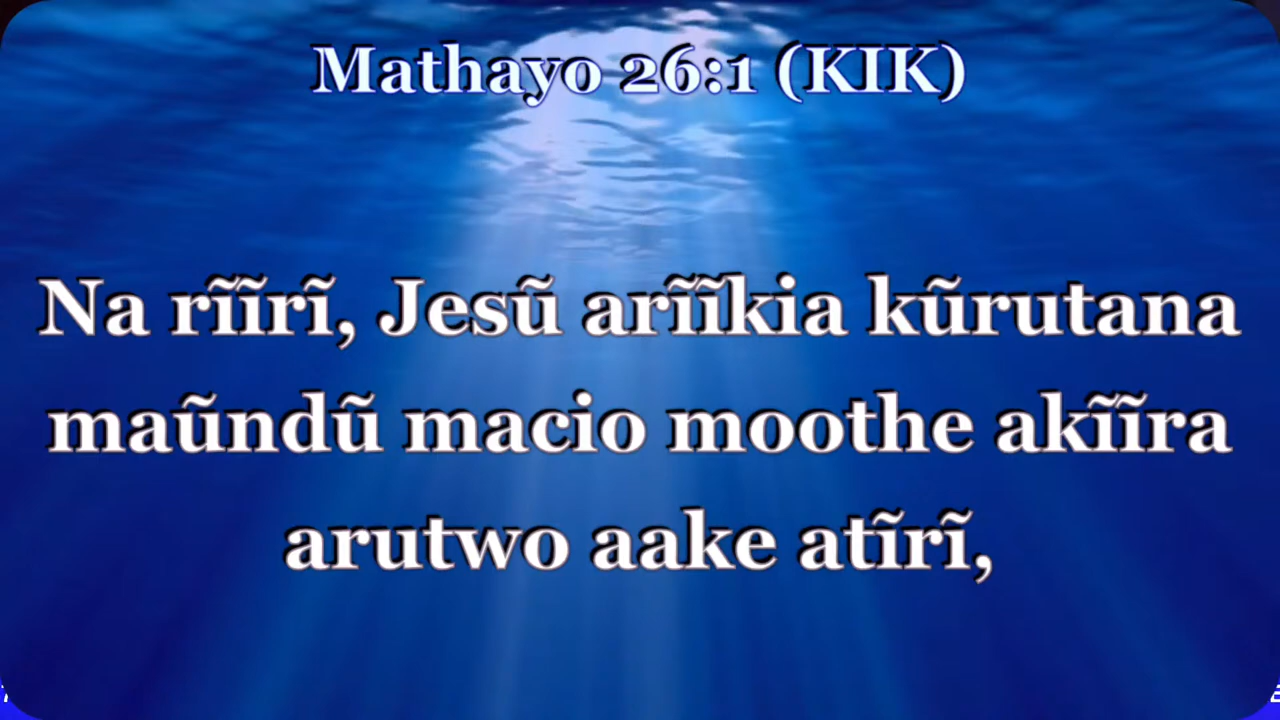 Mathayo 26:1 (KIK)
Na rĩĩrĩ, Jesũ arĩĩkia kũrutana
maũndũ macio moothe akĩĩra
arutwo aake atĩrĩ,